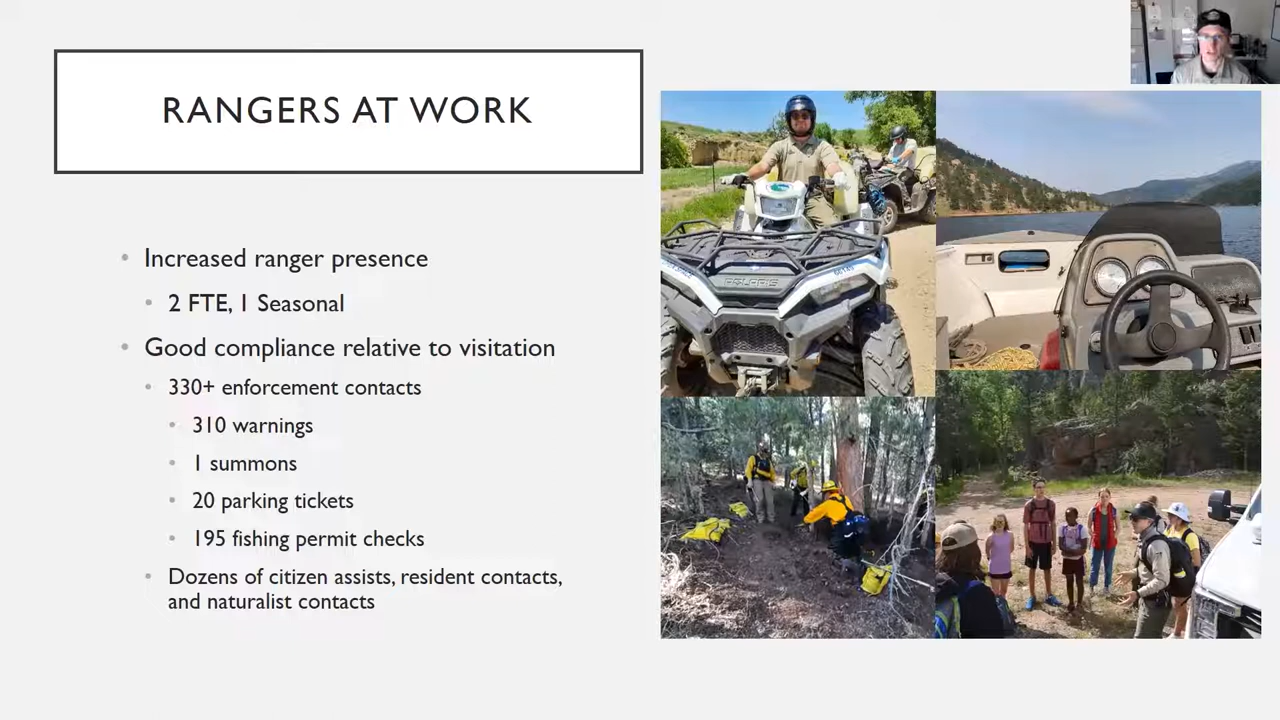 RANGERS AT WORK
Increased ranger presence
2 FTE, 1 Seasonal
Good compliance relative to visitation
330+ enforcement contacts
310 warnings
1 summons
20 parking tickets
195 fishing permit checks
Dozens of citizen assists, resident contacts,
and naturalist contacts
POLARIS